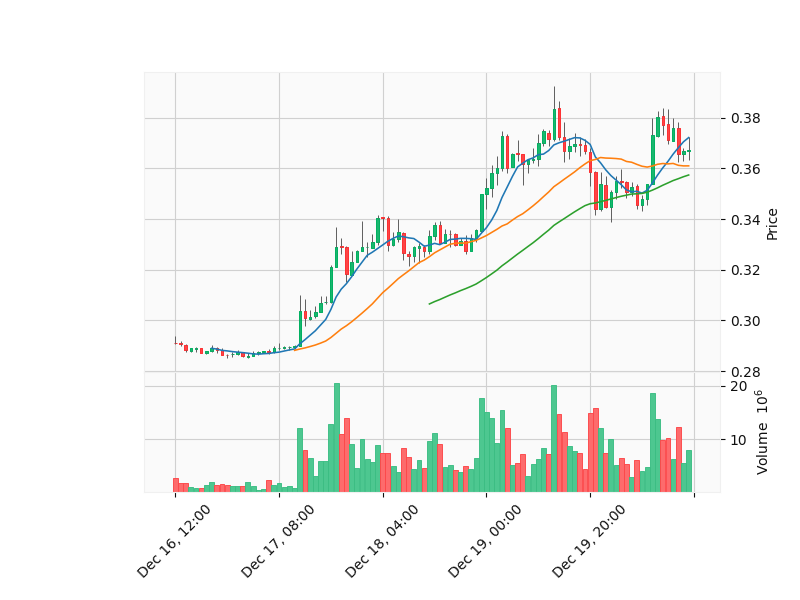 0.38
0.36
0.34
0.32
0.30
0.28
Price
20
10
Volume 10^6
Dec 16, 12:00
Dec 17, 08:00
Dec 18, 04:00
Dec 19, 00:00
Dec 19, 20:00